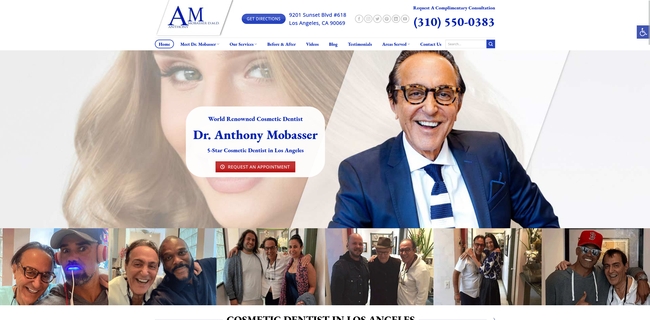 Request A Complimentary Consultation
AM
GET DIRECTIONS
9201 Sunset Blvd #618
Los Angeles, CA 90069
(310) 550-0383
Home
Meet Dr. Mobasser
Our Services
Before & After
Videos
Blog
Testimonials
Areas Served
Contact Us
Search...
World Renowned Cosmetic Dentist
Dr. Anthony Mobasser
5-Star Cosmetic Dentist in Los Angeles
REQUEST AN APPOINTMENT
COSMETIC DENTIST IN LOS ANGELES